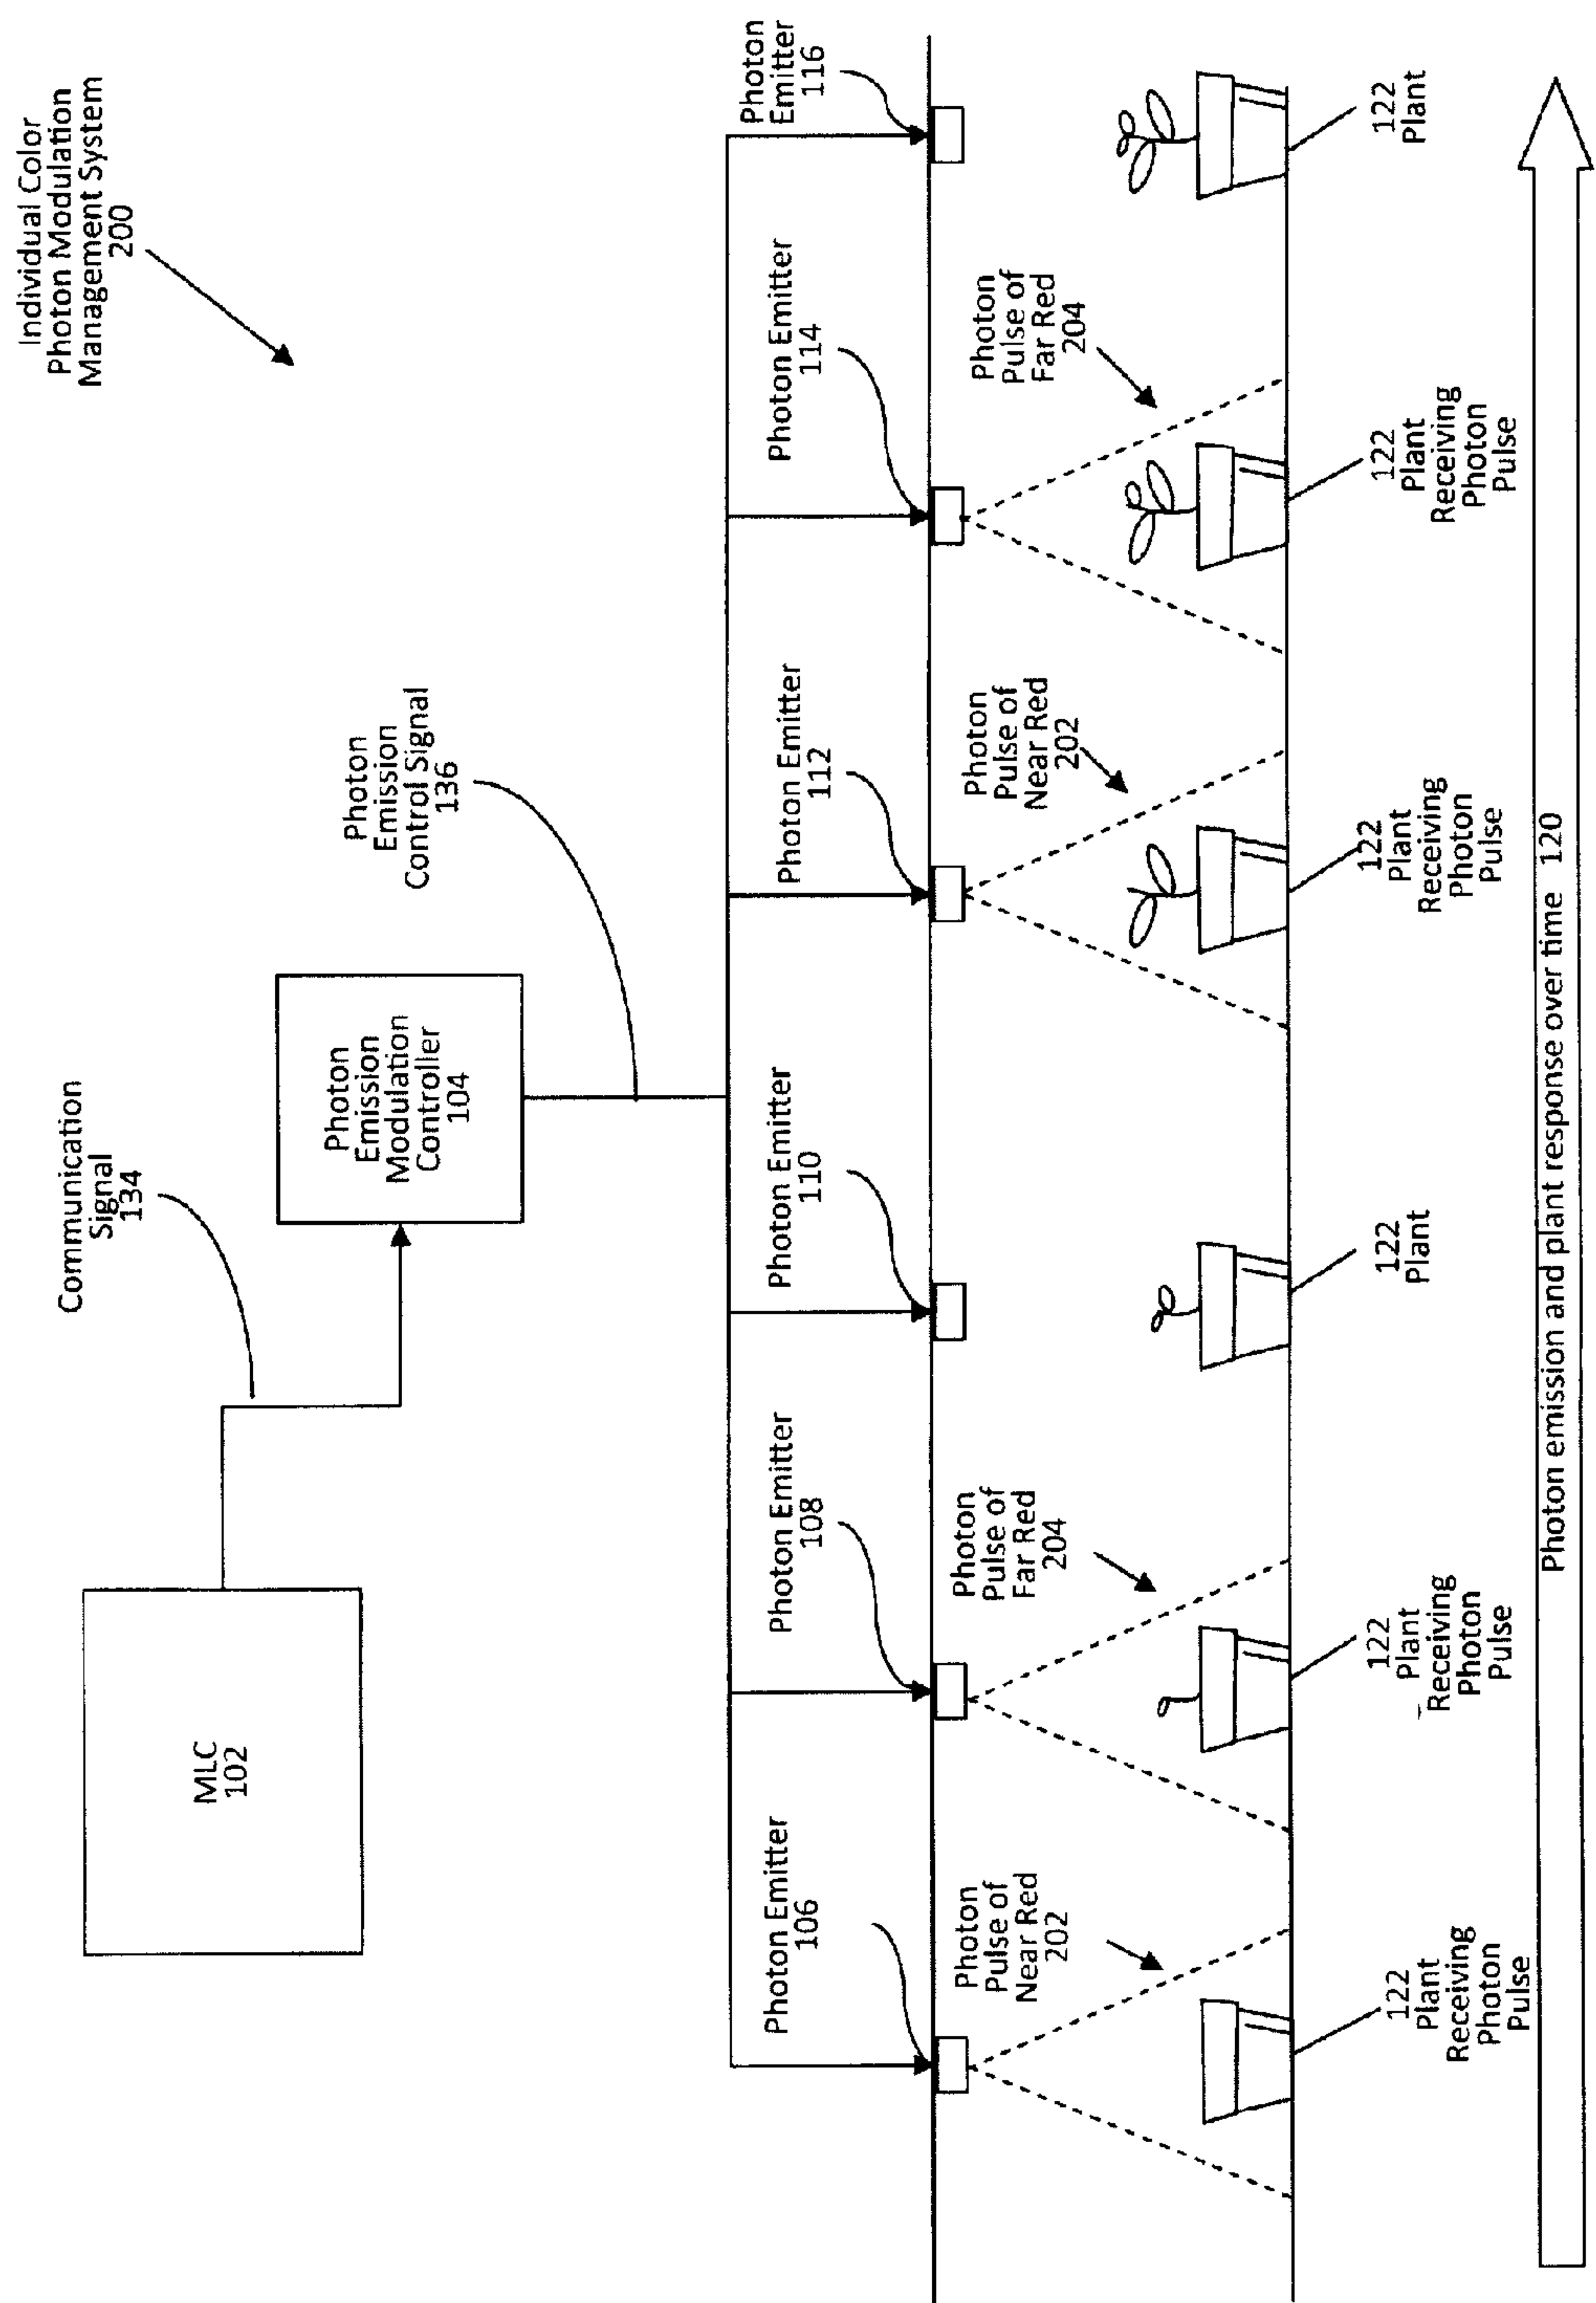 Individual Color
Photon Modulation
Management System
200
Communication
Signal
134
MLC
102
Photon
Emission
Modulation
Controller
104
Photon
Emission
Control Signal
136
Photon Emitter
106
Photon Emitter
108
Photon Emitter
110
Photon Emitter
112
Photon Emitter
114
Photon
Emitter
116
Photon
Pulse of
Near Red
202
Photon
Pulse of
Far Red
204
Photon
Pulse of
Near Red
202
Photon
Pulse of
Far Red
204
122
Plant
Receiving
Photon
Pulse
122
Plant
Receiving
Photon
Pulse
122
Plant
122
Plant
Receiving
Photon
Pulse
122
Plant
Receiving
Photon
Pulse
122
Plant
Photon emission and plant response over time 120